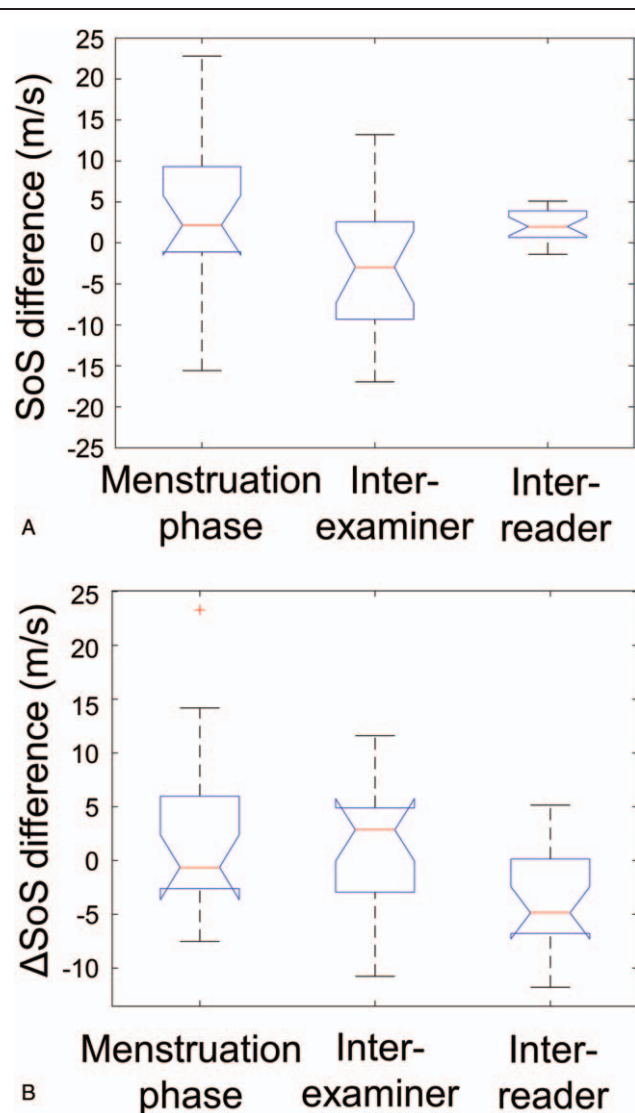 25
20
15
10
5
0
-5
-10
-15
-20
-25
SoS difference (m/s)
Menstruation phase
Inter-examiner
Inter-reader
A
25
20
15
10
5
0
-5
-10
ΔSoS difference (m/s)
Menstruation phase
Inter-examiner
Inter-reader
B